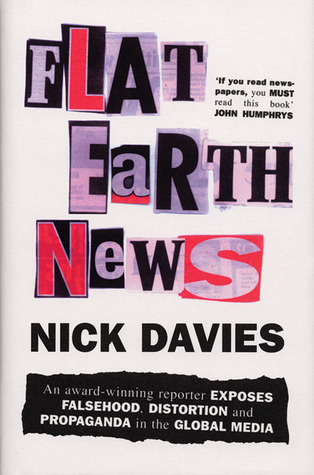 FLAT
EaRTH
NewS
'If you read news-
papers, you MUST
read this book'
JOHN HUMPHRYS
NICK DAVIES
An award-winning reporter EXPOSES
FALSEHOOD, DISTORTION and
PROPAGANDA in the GLOBAL MEDIA